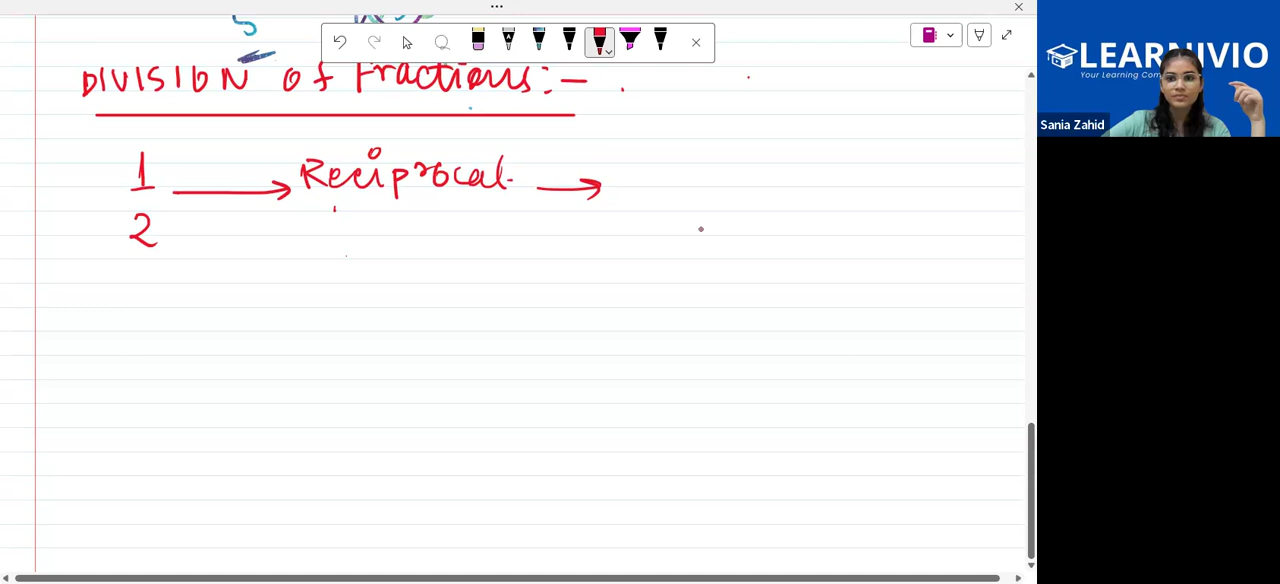 LEARNIVIO
Your Learning Com
Sania Zahid
DIVISION of Fractions:-
1
2
Reciprocal